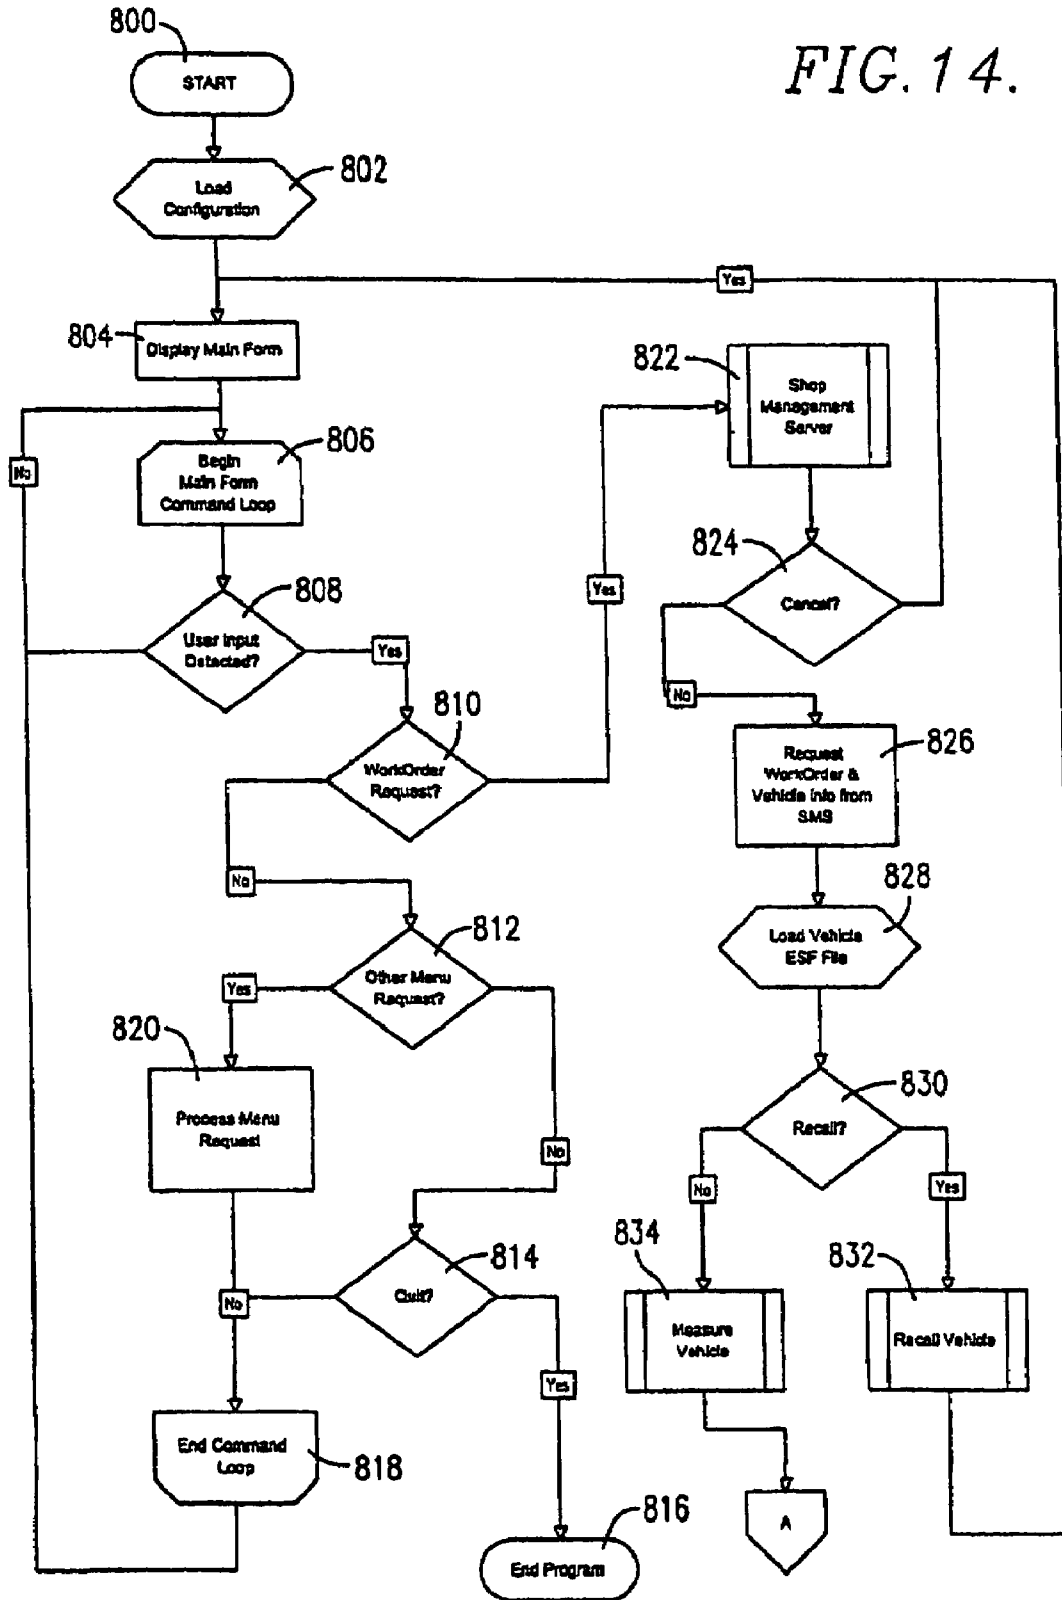 800
FIG. 14.
START
802
Load
Configuration
Yes
804
Display Main Form
822
Shop
Management
Server
806
Begin
Main Form
Command Loop
No
824
Cancel?
808
User Input
Detected?
Yes
Yes
No
810
WorkOrder
Request?
826
Request
WorkOrder &
Vehicle Info from
SMS
No
828
Load Vehicle
ESF File
812
Other Menu
Request?
Yes
820
Process Menu
Request
No
830
Recall?
No
Yes
814
Quit?
No
834
Measure
Vehicle
832
Recall Vehicle
Yes
End Command
Loop
818
A
816
End Program